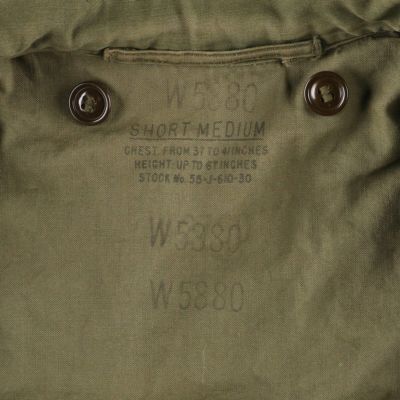 W5880
SHORT MEDIUM
CHEST: FROM 37 TO 41 INCHES
HEIGHT: UP TO 67 INCHES
STOCK No. 55-J-610-30
W5880
W5880